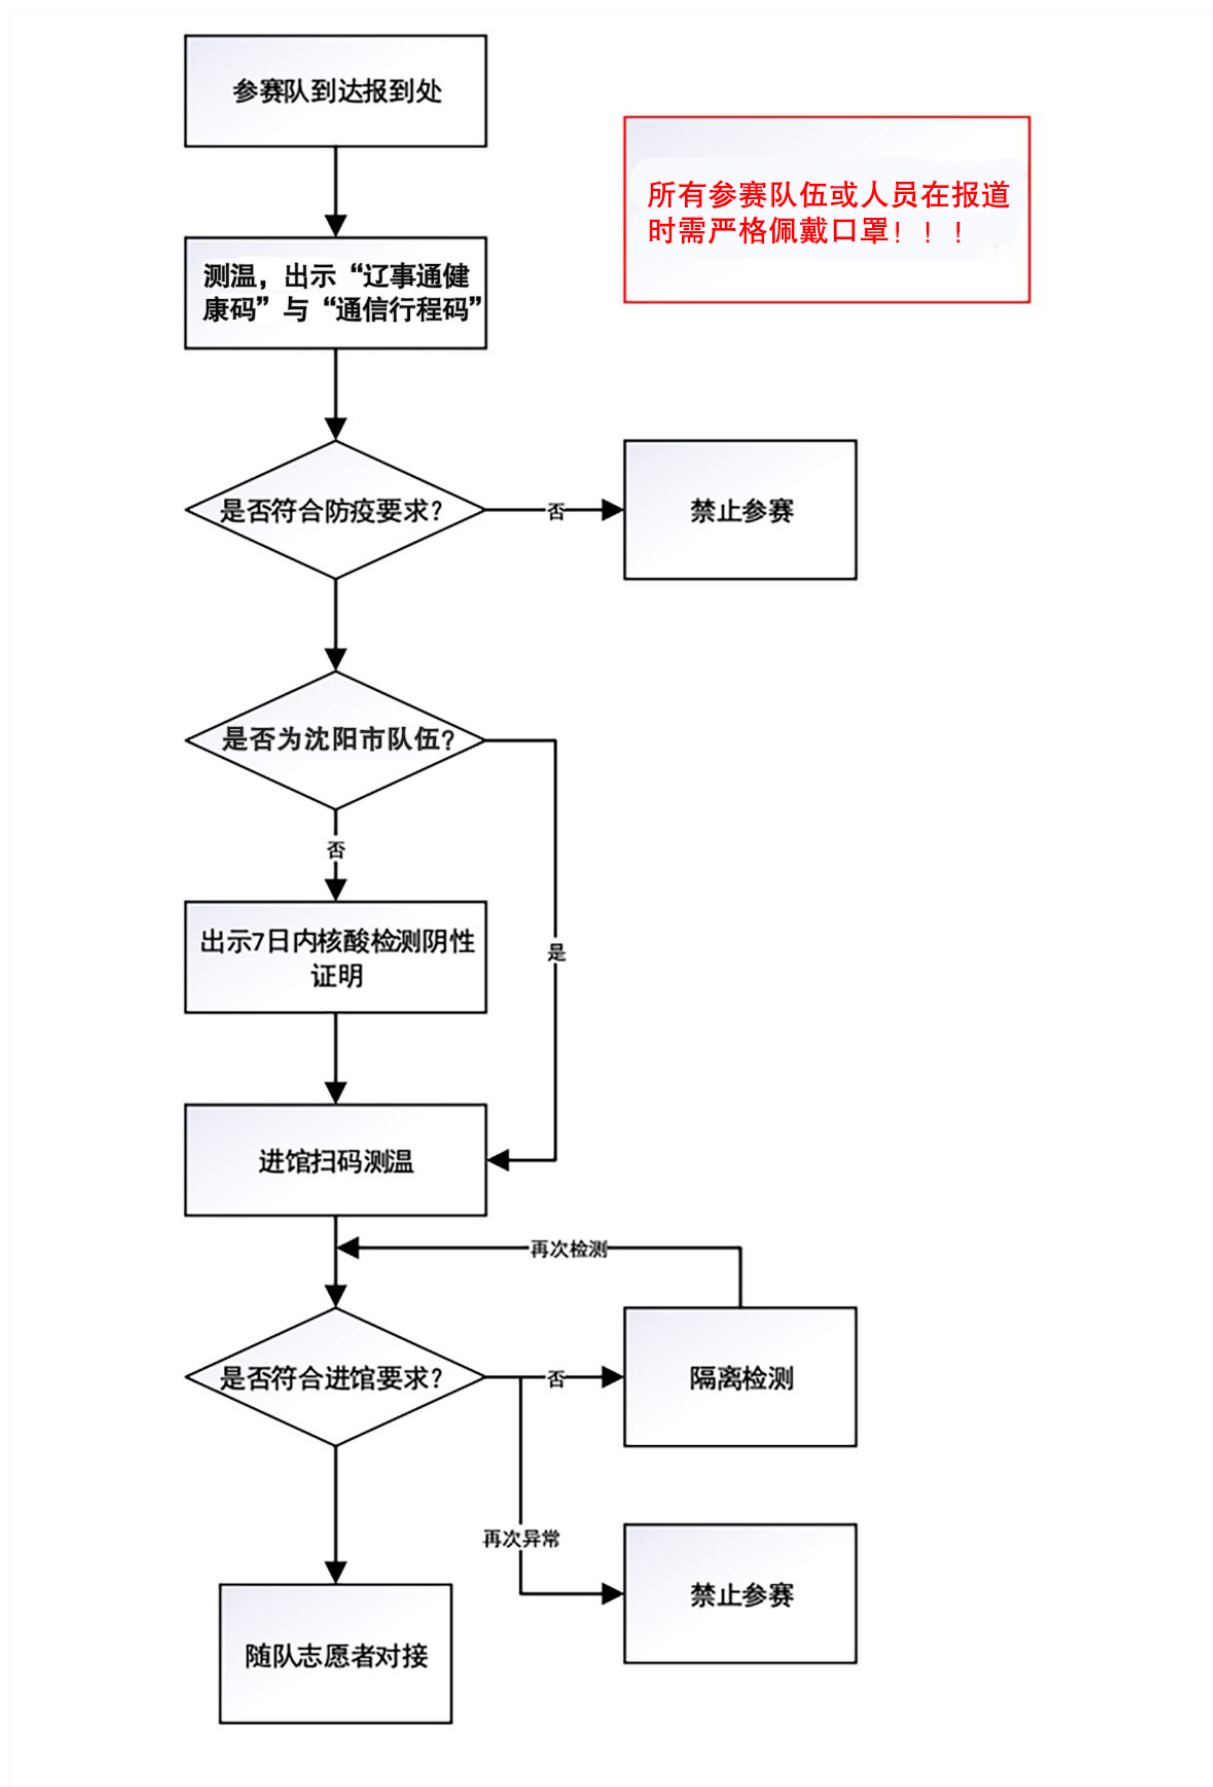 参赛队到达报到处
所有参赛队伍或人员在报道
时需严格佩戴口罩！！！
测温，出示“辽事通健
康码”与“通信行程码”
是否符合防疫要求？
否
禁止参赛
是否为沈阳市队伍？
否
出示7日内核酸检测阴性
证明
是
进馆扫码测温
再次检测
是否符合进馆要求？
否
隔离检测
再次异常
禁止参赛
随队志愿者对接